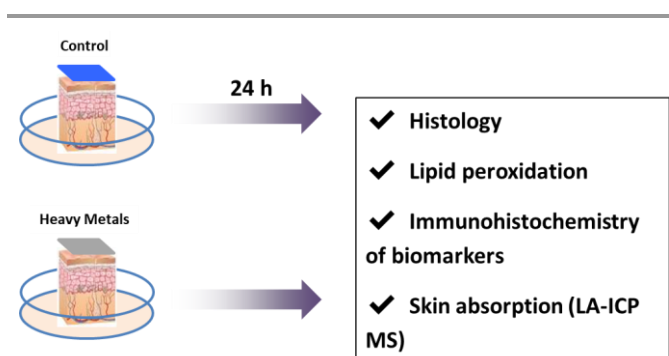 Control
24 h
Heavy Metals
✔ Histology
✔ Lipid peroxidation
✔ Immunohistochemistry
of biomarkers
✔ Skin absorption (LA-ICP
MS)